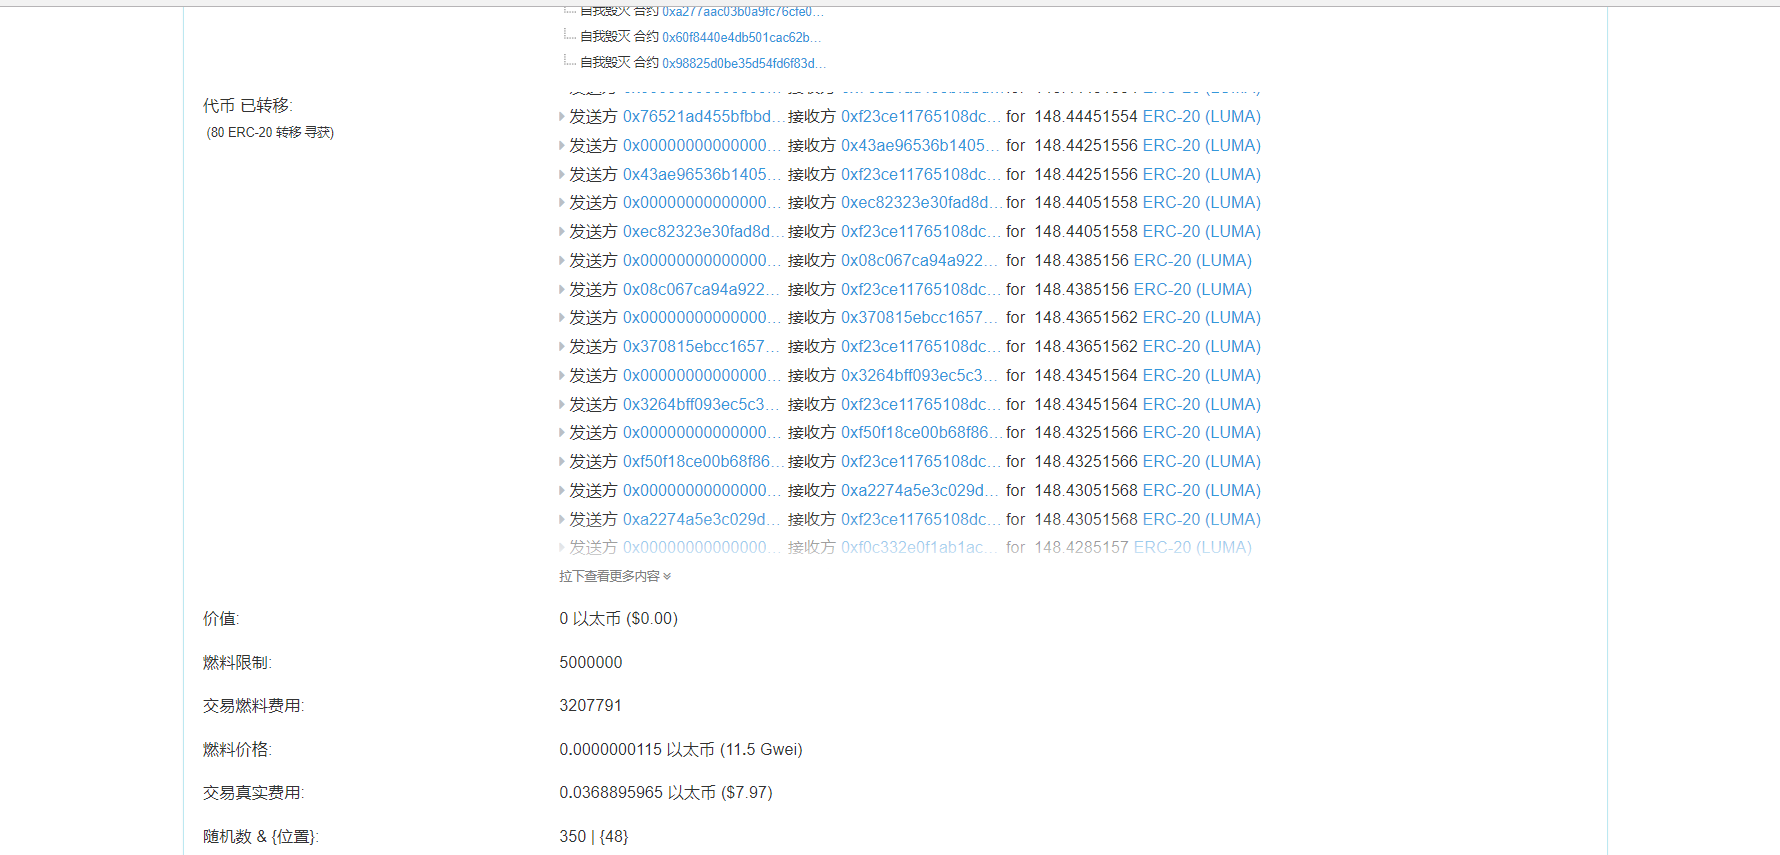 自我毁灭 合约 0xa277aac03b0a9fc76cfe0...
自我毁灭 合约 0x60f8440e4db501cac62b...
自我毁灭 合约 0x98825d0be35d54fd6f83d...
代币 已转移:
(80 ERC-20 转移 寻获)
发送方 0x76521ad455bfbbd... 接收方 0xf23ce11765108dc... for 148.44451554 ERC-20 (LUMA)
发送方 0x00000000000000... 接收方 0x43ae96536b1405... for 148.44251556 ERC-20 (LUMA)
发送方 0x43ae96536b1405... 接收方 0xf23ce11765108dc... for 148.44251556 ERC-20 (LUMA)
发送方 0x00000000000000... 接收方 0xec82323e30fad8d... for 148.44051558 ERC-20 (LUMA)
发送方 0xec82323e30fad8d... 接收方 0xf23ce11765108dc... for 148.44051558 ERC-20 (LUMA)
发送方 0x00000000000000... 接收方 0x08c067ca94a922... for 148.4385156 ERC-20 (LUMA)
发送方 0x08c067ca94a922... 接收方 0xf23ce11765108dc... for 148.4385156 ERC-20 (LUMA)
发送方 0x00000000000000... 接收方 0x370815ebcc1657... for 148.43651562 ERC-20 (LUMA)
发送方 0x370815ebcc1657... 接收方 0xf23ce11765108dc... for 148.43651562 ERC-20 (LUMA)
发送方 0x00000000000000... 接收方 0x3264bff093ec5c3... for 148.43451564 ERC-20 (LUMA)
发送方 0x3264bff093ec5c3... 接收方 0xf23ce11765108dc... for 148.43451564 ERC-20 (LUMA)
发送方 0x00000000000000... 接收方 0xf50f18ce00b68f86... for 148.43251566 ERC-20 (LUMA)
发送方 0xf50f18ce00b68f86... 接收方 0xf23ce11765108dc... for 148.43251566 ERC-20 (LUMA)
发送方 0x00000000000000... 接收方 0xa2274a5e3c029d... for 148.43051568 ERC-20 (LUMA)
发送方 0xa2274a5e3c029d... 接收方 0xf23ce11765108dc... for 148.43051568 ERC-20 (LUMA)
发送方 0x00000000000000... 接收方 0xf0c332e0f1ab1ac... for 148.4285157 ERC-20 (LUMA)
拉下查看更多内容
价值: 0 以太币 ($0.00)
燃料限制: 5000000
交易燃料费用: 3207791
燃料价格: 0.0000000115 以太币 (11.5 Gwei)
交易真实费用: 0.0368895965 以太币 ($7.97)
随机数 & {位置}: 350 | {48}